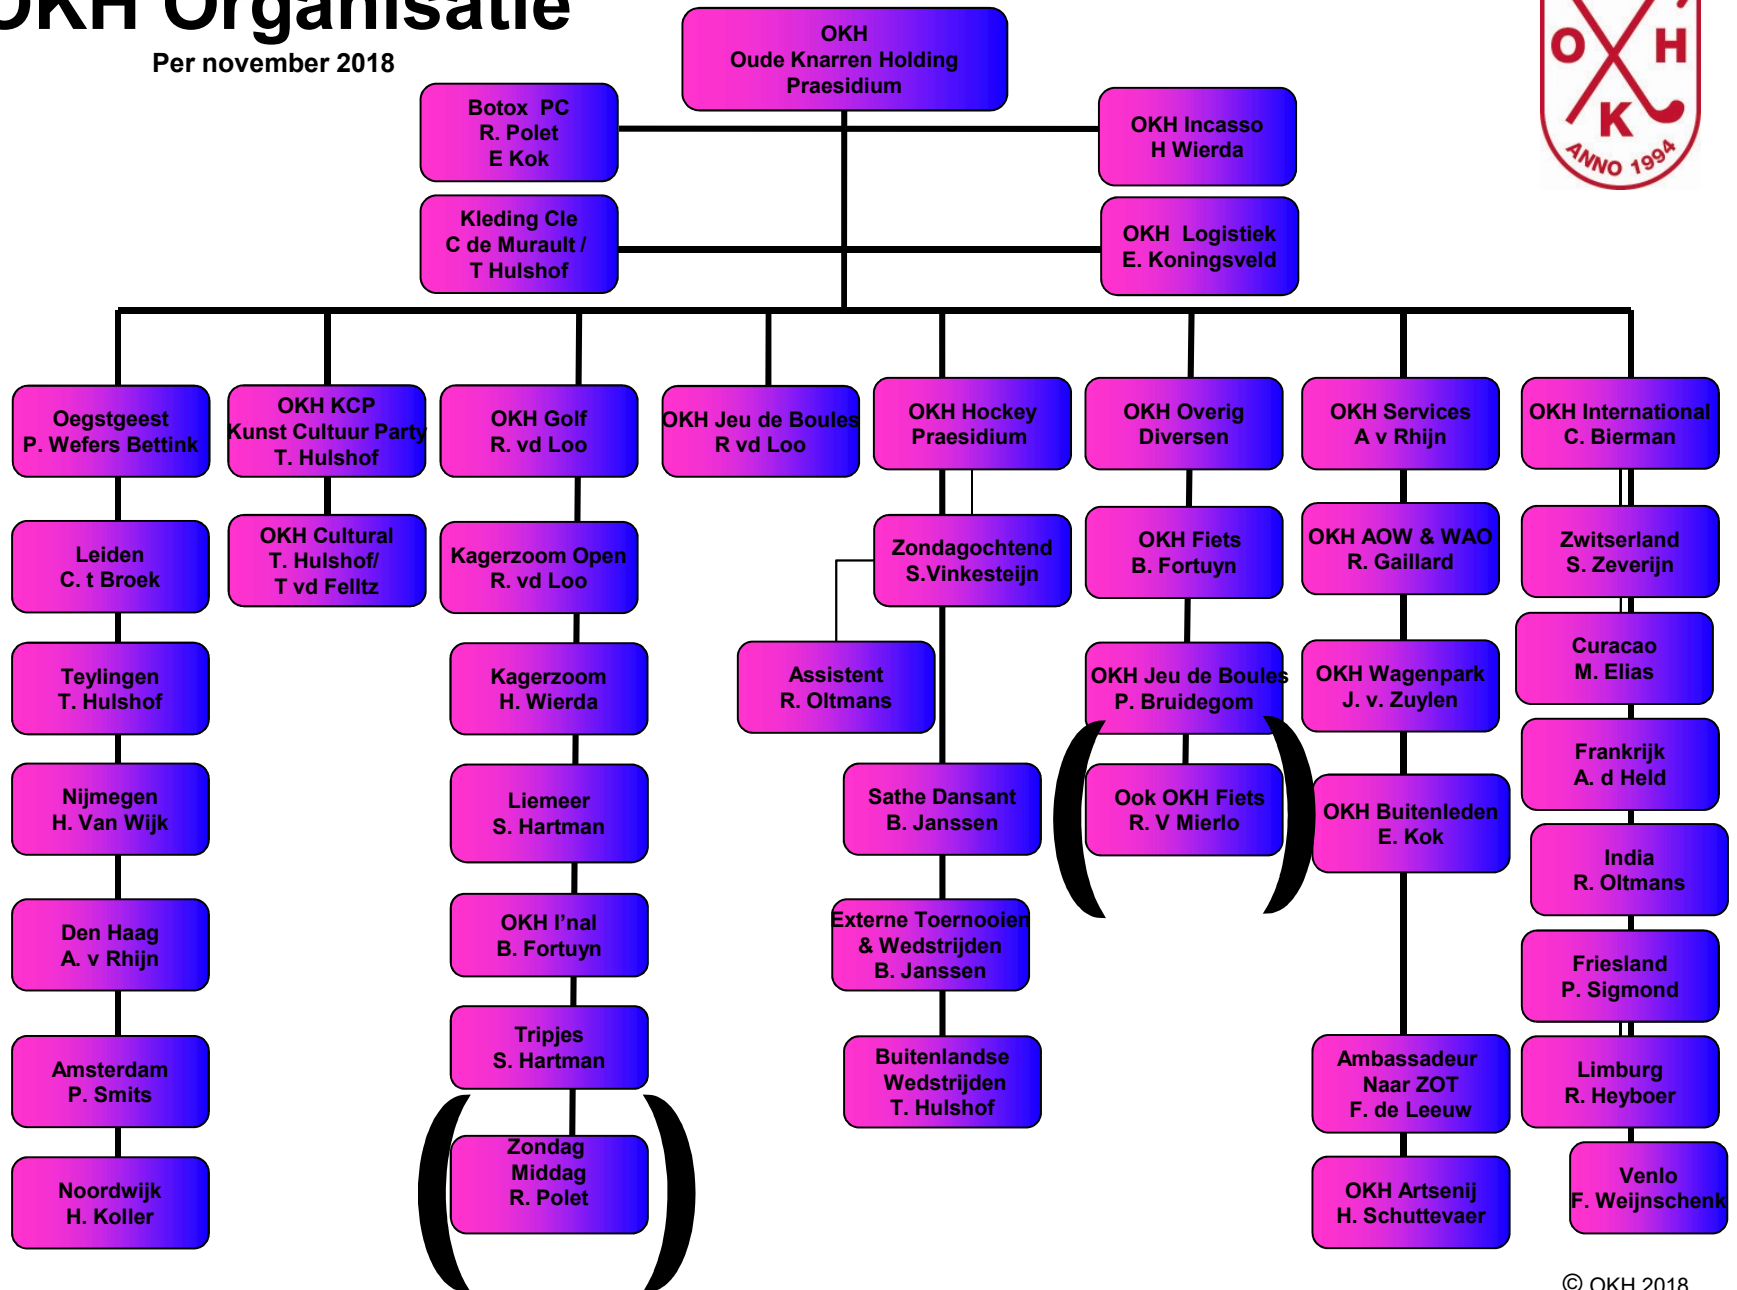 OKH Organisatie
Per november 2018
OKH
Oude Knarren Holding
Praesidium
O H
K
ANNO 1994
Botox PC
R. Polet
E Kok
OKH Incasso
H Wierda
Kleding Cie
C de Murault /
T Hulshof
OKH Logistiek
E. Koningsveld
Oegstgeest
P. Wefers Bettink
Leiden
C. t Broek
Teylingen
T. Hulshof
Nijmegen
H. Van Wijk
Den Haag
A. v Rhijn
Amsterdam
P. Smits
Noordwijk
H. Koller
OKH KCP
Kunst Cultuur Party
T. Hulshof
OKH Cultural
T. Hulshof/
T vd Felltz
OKH Golf
R. vd Loo
Kagerzoom Open
R. vd Loo
Kagerzoom
H. Wierda
Liemeer
S. Hartman
OKH I’nal
B. Fortuyn
Tripjes
S. Hartman
( Zondag
Middag
R. Polet )
OKH Jeu de Boules
R vd Loo
OKH Hockey
Praesidium
Zondagochtend
S.Vinkesteijn
Assistent
R. Oltmans
Sathe Dansant
B. Janssen
Externe Toernooien
& Wedstrijden
B. Janssen
Buitenlandse
Wedstrijden
T. Hulshof
OKH Overig
Diversen
OKH Fiets
B. Fortuyn
OKH Jeu de Boules
P. Bruidegom
( Ook OKH Fiets
R. V Mierlo )
OKH Services
A v Rhijn
OKH AOW & WAO
R. Gaillard
OKH Wagenpark
J. v. Zuylen
OKH Buitenleden
E. Kok
Ambassadeur
Naar ZOT
F. de Leeuw
OKH Artsenij
H. Schuttevaer
OKH International
C. Bierman
Zwitserland
S. Zeverijn
Curacao
M. Elias
Frankrijk
A. d Held
India
R. Oltmans
Friesland
P. Sigmond
Limburg
R. Heyboer
Venlo
F. Weijnschenk
© OKH 2018